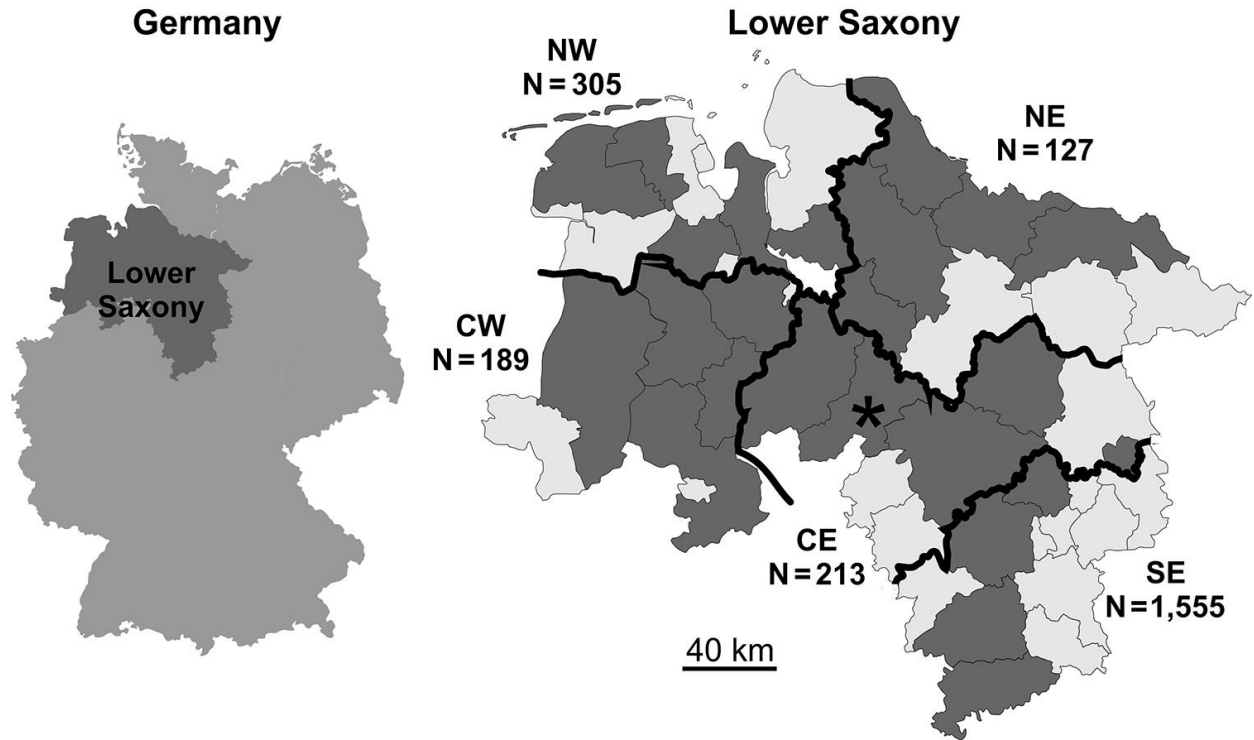 Germany
Lower Saxony
NW
N = 305
NE
N = 127
Lower
Saxony
CW
N = 189
*
CE
N = 213
SE
N = 1,555
40 km